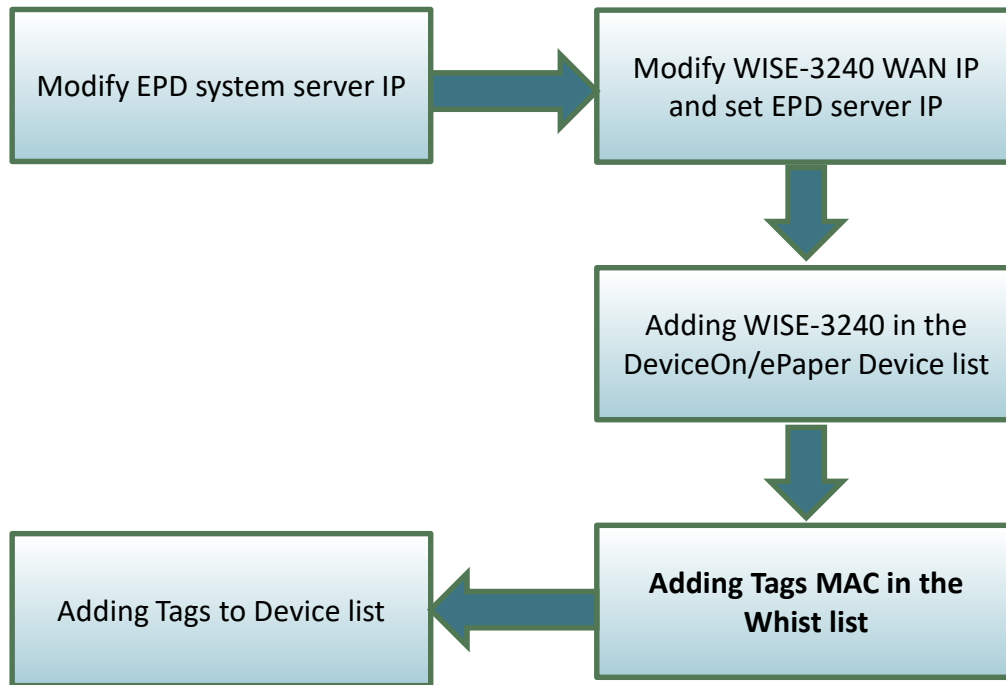 Modify EPD system server IP
Modify WISE-3240 WAN IP
and set EPD server IP
Adding WISE-3240 in the
DeviceOn/ePaper Device list
Adding Tags MAC in the
Whist list
Adding Tags to Device list